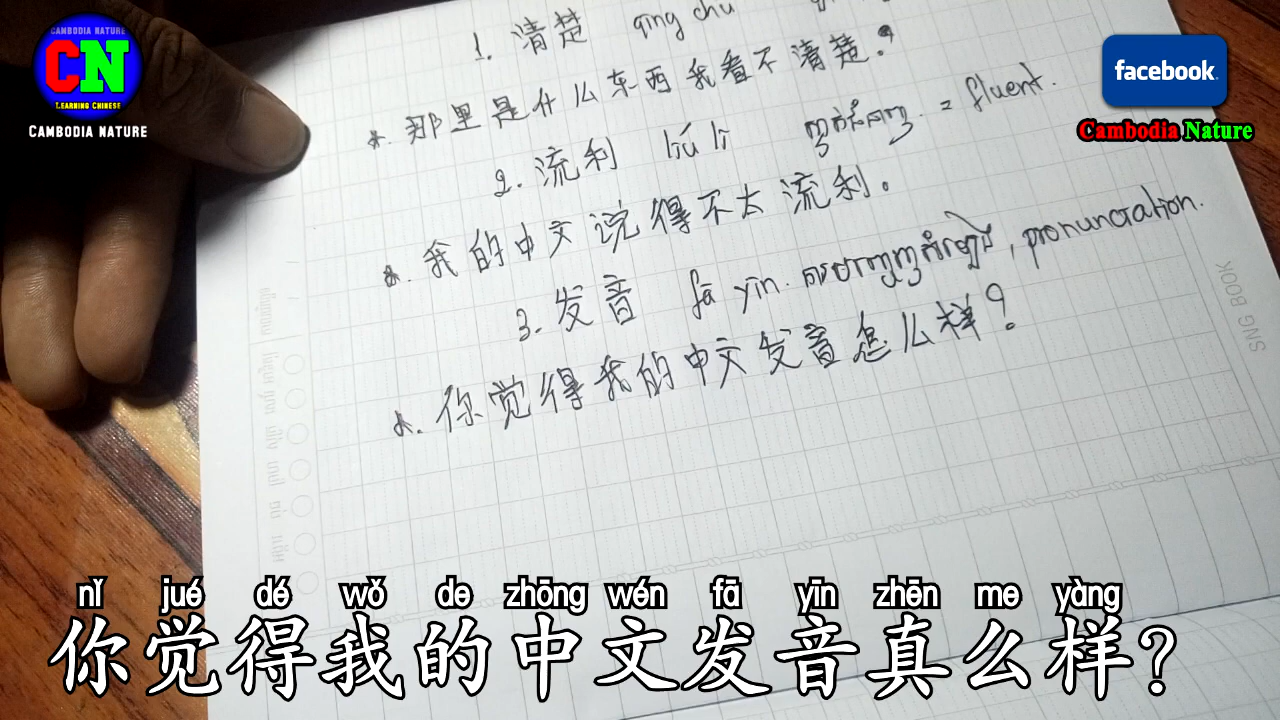 CAMBODIA NATURE
CN
LEARNING CHINESE
CAMBODIA NATURE
facebook
Cambodia Nature
1. 清楚 qing chu
*. 那里是什么东西我看不清楚?
2. 流利 liú lì = fluent.
*. 我的中文说得不太流利。
3. 发音 fā yīn. , pronunciation.
*. 你觉得我的中文发音怎么样?
SING BOOK
nǐ jué dé wǒ de zhōng wén fā yīn zhēn me yàng
你觉得我的中文发音真么样?